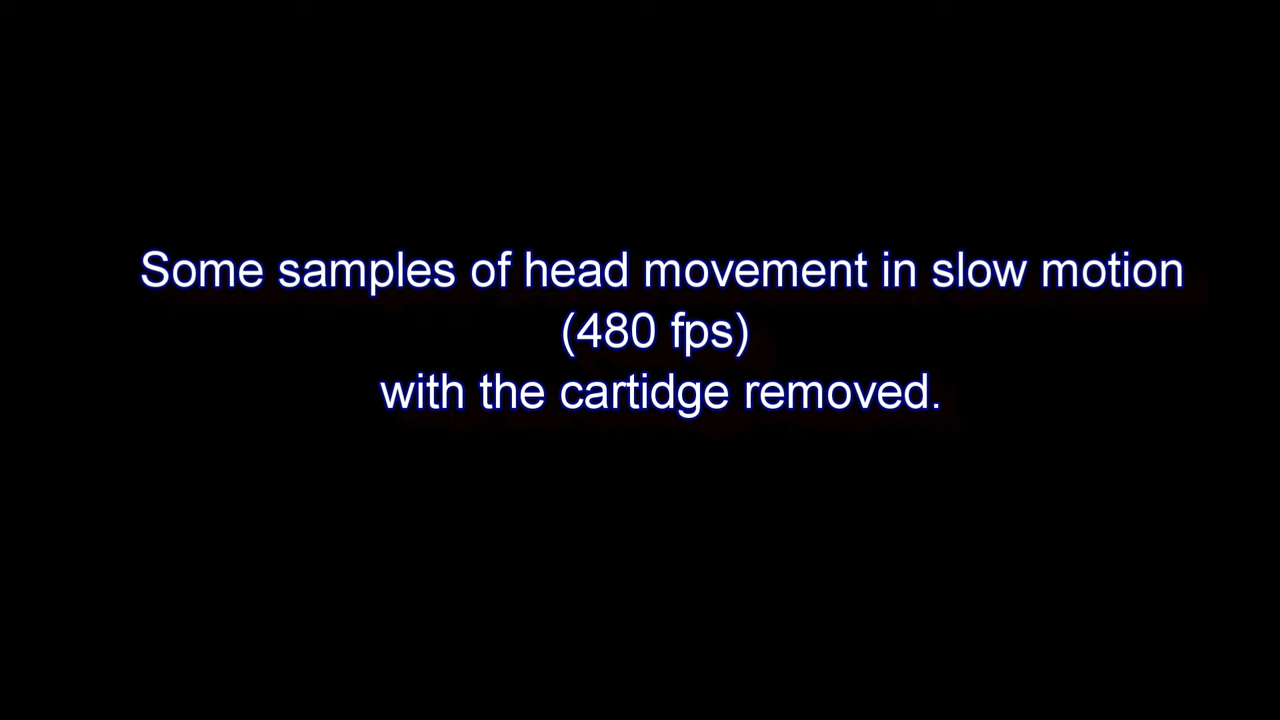 Some samples of head movement in slow motion
(480 fps)
with the cartidge removed.